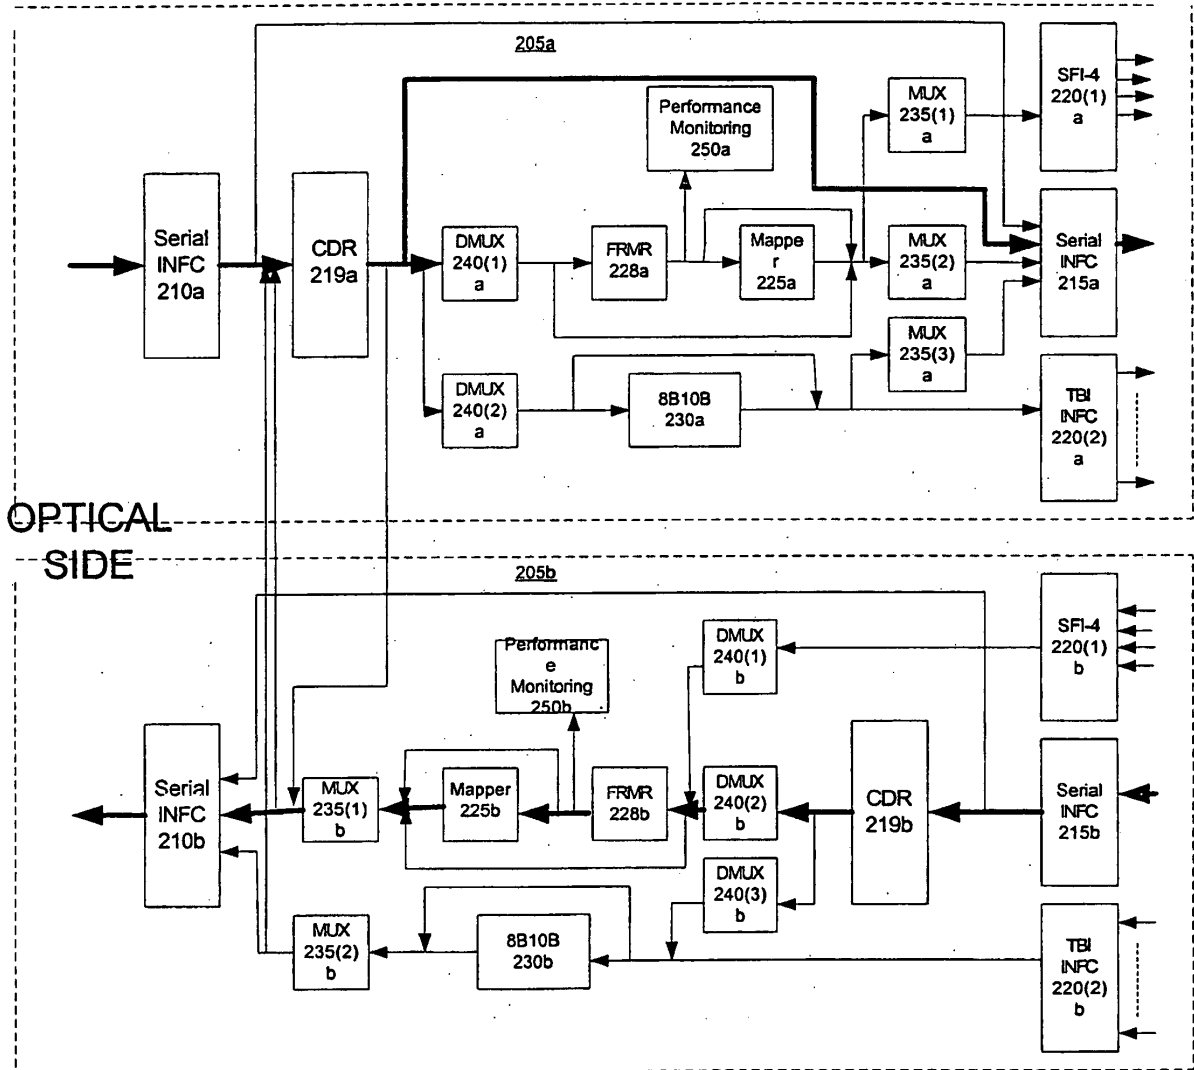 205a
SFI-4
220(1)
a
MUX
235(1)
a
Performance
Monitoring
250a
Serial
INFC
210a
CDR
219a
DMUX
240(1)
a
FRMR
228a
Mappe
r
225a
MUX
235(2)
a
Serial
INFC
215a
MUX
235(3)
a
DMUX
240(2)
a
8B10B
230a
TBI
INFC
220(2)
a
OPTICAL
SIDE
205b
SFI-4
220(1)
b
DMUX
240(1)
b
Performanc
e
Monitoring
250b
Serial
INFC
210b
MUX
235(1)
b
Mapper
225b
FRMR
228b
DMUX
240(2)
b
CDR
219b
Serial
INFC
215b
DMUX
240(3)
b
MUX
235(2)
b
8B10B
230b
TBI
INFC
220(2)
b